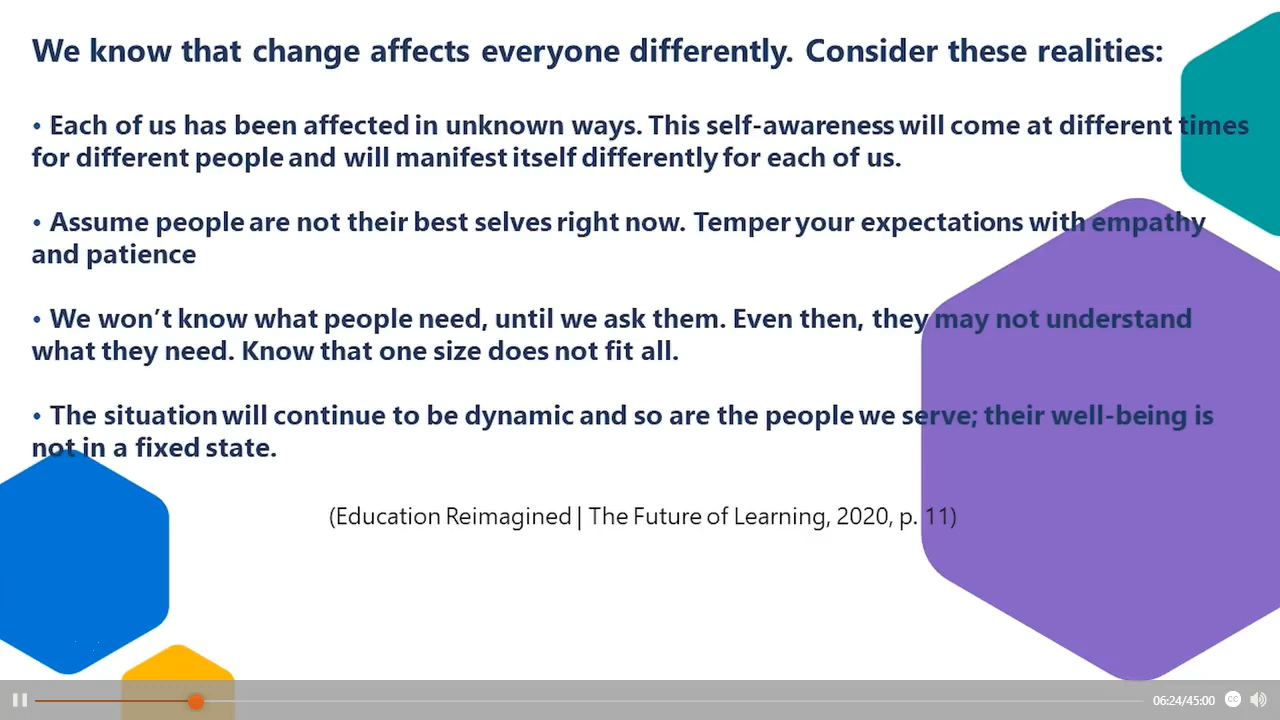 We know that change affects everyone differently. Consider these realities:
• Each of us has been affected in unknown ways. This self-awareness will come at different times
for different people and will manifest itself differently for each of us.
• Assume people are not their best selves right now. Temper your expectations with empathy
and patience
• We won’t know what people need, until we ask them. Even then, they may not understand
what they need. Know that one size does not fit all.
• The situation will continue to be dynamic and so are the people we serve; their well-being is
not in a fixed state.
(Education Reimagined | The Future of Learning, 2020, p. 11)
06:24/45:00 CC